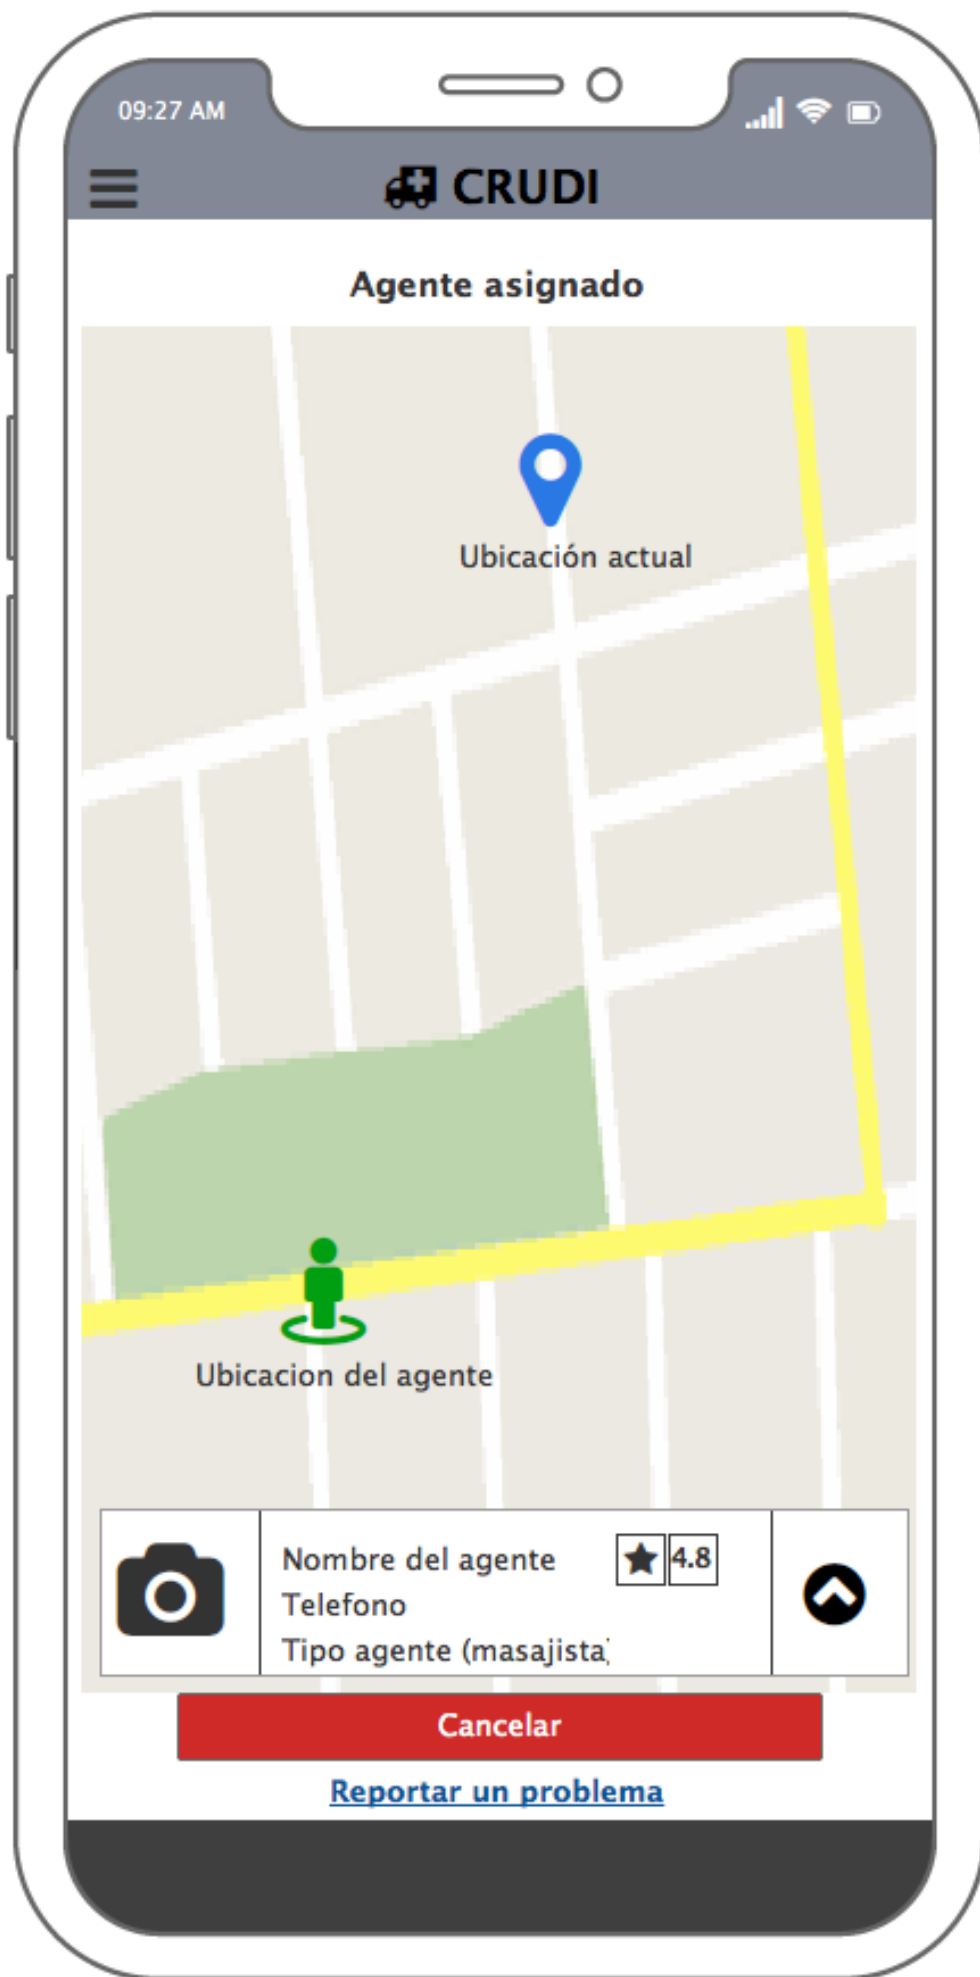 09:27 AM
CRUDI
Agente asignado
Ubicación actual
Ubicacion del agente
Nombre del agente
4.8
Telefono
Tipo agente (masajista)
Cancelar
Reportar un problema